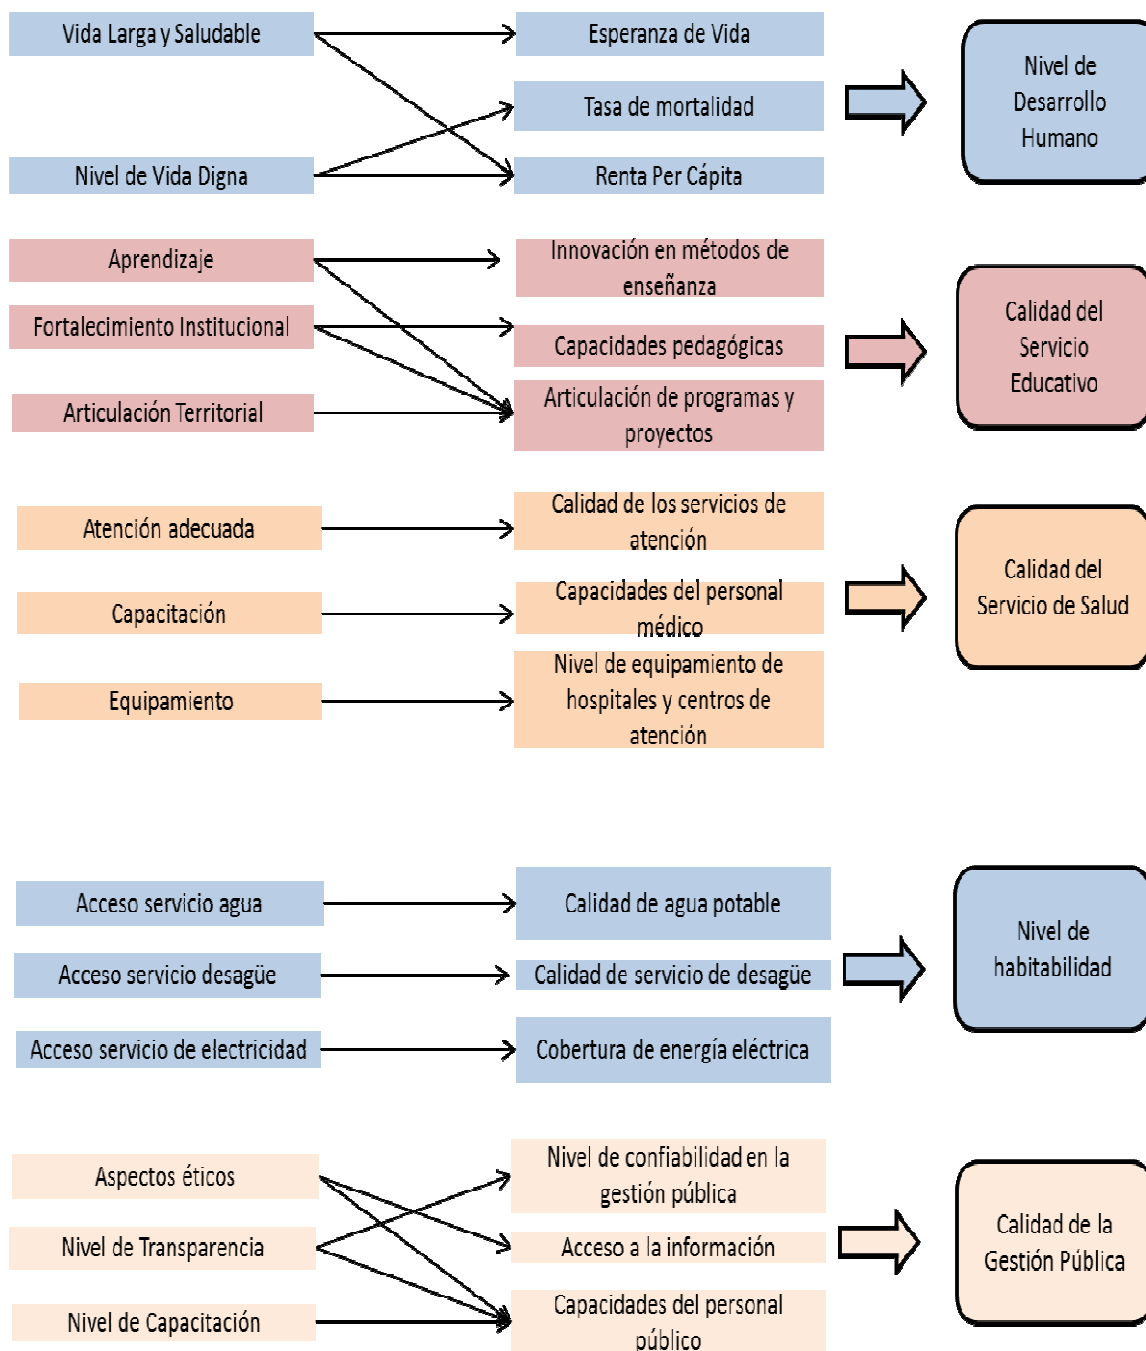 Vida Larga y Saludable
Esperanza de Vida
Tasa de mortalidad
Nivel de Vida Digna
Renta Per Cápita
Nivel de
Desarrollo
Humano
Aprendizaje
Innovación en métodos de
enseñanza
Fortalecimiento Institucional
Capacidades pedagógicas
Articulación Territorial
Articulación de programas y
proyectos
Calidad del
Servicio
Educativo
Atención adecuada
Calidad de los servicios de
atención
Capacitación
Capacidades del personal
médico
Equipamiento
Nivel de equipamiento de
hospitales y centros de
atención
Calidad del
Servicio de Salud
Acceso servicio agua
Calidad de agua potable
Acceso servicio desagüe
Calidad de servicio de desagüe
Acceso servicio de electricidad
Cobertura de energía eléctrica
Nivel de
habitabilidad
Aspectos éticos
Nivel de confiabilidad en la
gestión pública
Nivel de Transparencia
Acceso a la información
Nivel de Capacitación
Capacidades del personal
público
Calidad de la
Gestión Pública